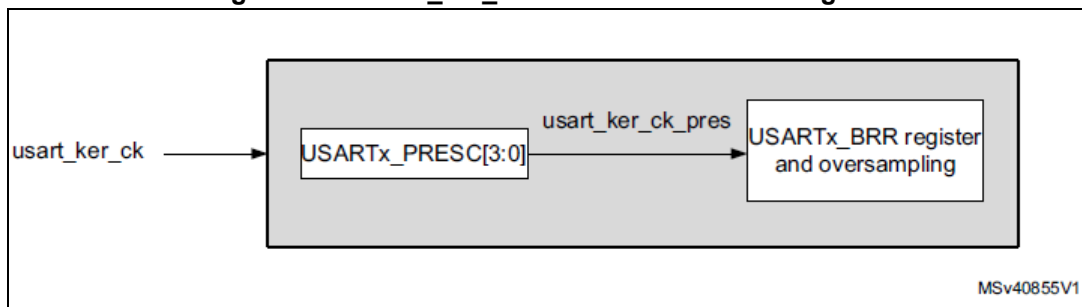 usart_ker_ck
USARTx_PRESC[3:0]
usart_ker_ck_pres
USARTx_BRR register
and oversampling
MSv40855V1